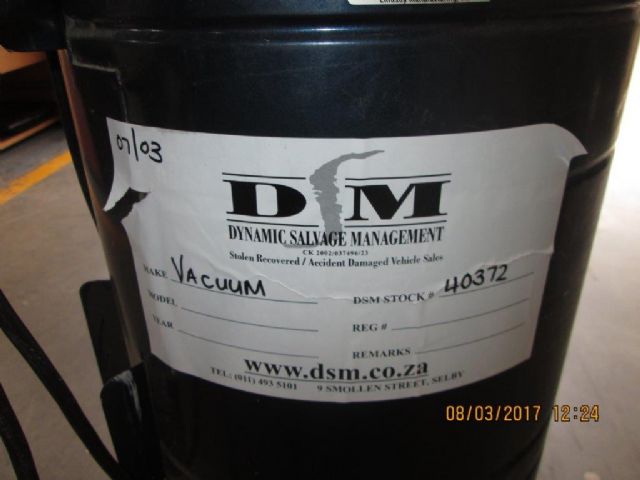 07/03
DSM
DYNAMIC SALVAGE MANAGEMENT
CK 2002/037496/23
Stolen Recovered / Accident Damaged Vehicle Sales
MAKE VACUUM
DSM STOCK # 40372
MODEL
REG #
YEAR
REMARKS
www.dsm.co.za
TEL: (011) 493 5101 9 SMOLLEN STREET, SELBY
08/03/2017 12:24